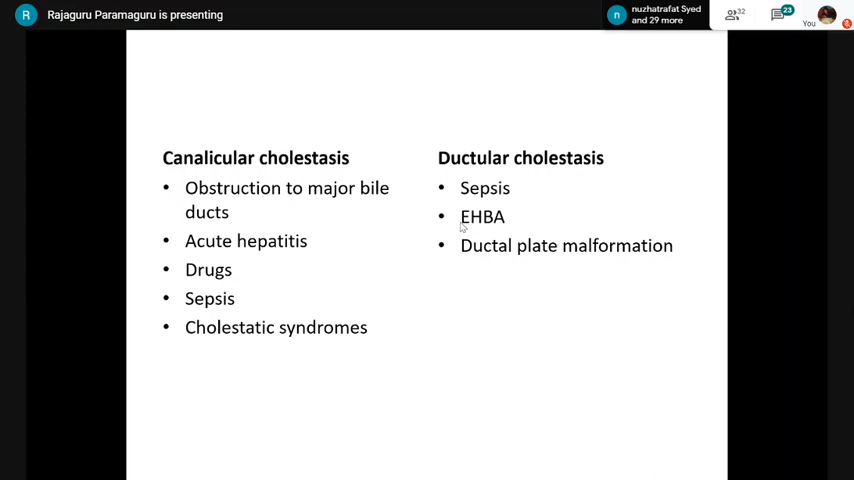 Rajaguru Paramaguru is presenting
nuzhatrafat Syed
and 29 more
32
23
You
R
n
Canalicular cholestasis
• Obstruction to major bile
ducts
• Acute hepatitis
• Drugs
• Sepsis
• Cholestatic syndromes
Ductular cholestasis
• Sepsis
• EHBA
• Ductal plate malformation